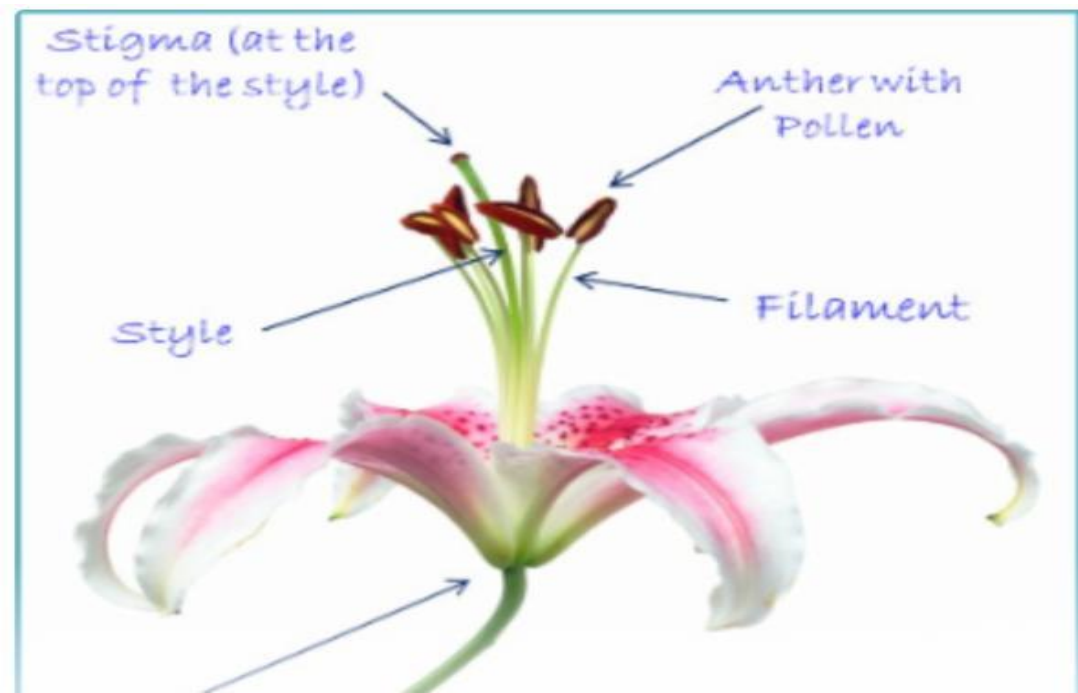 Stigma (at the
top of the style)
Anther with
Pollen
Style
Filament